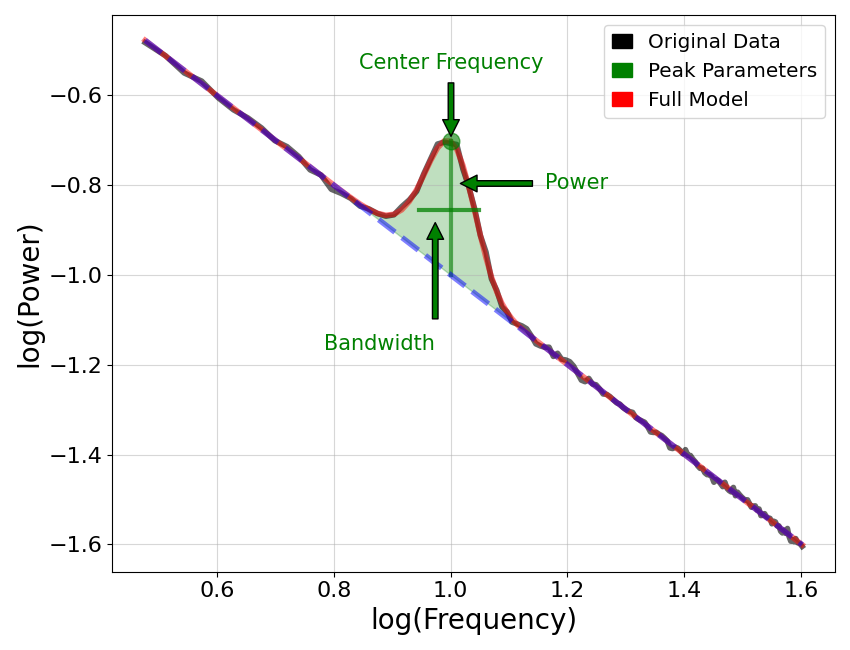 Original Data
Peak Parameters
Full Model
Center Frequency
Power
Bandwidth
−0.6
−0.8
−1.0
−1.2
−1.4
−1.6
log(Power)
0.6 0.8 1.0 1.2 1.4 1.6
log(Frequency)